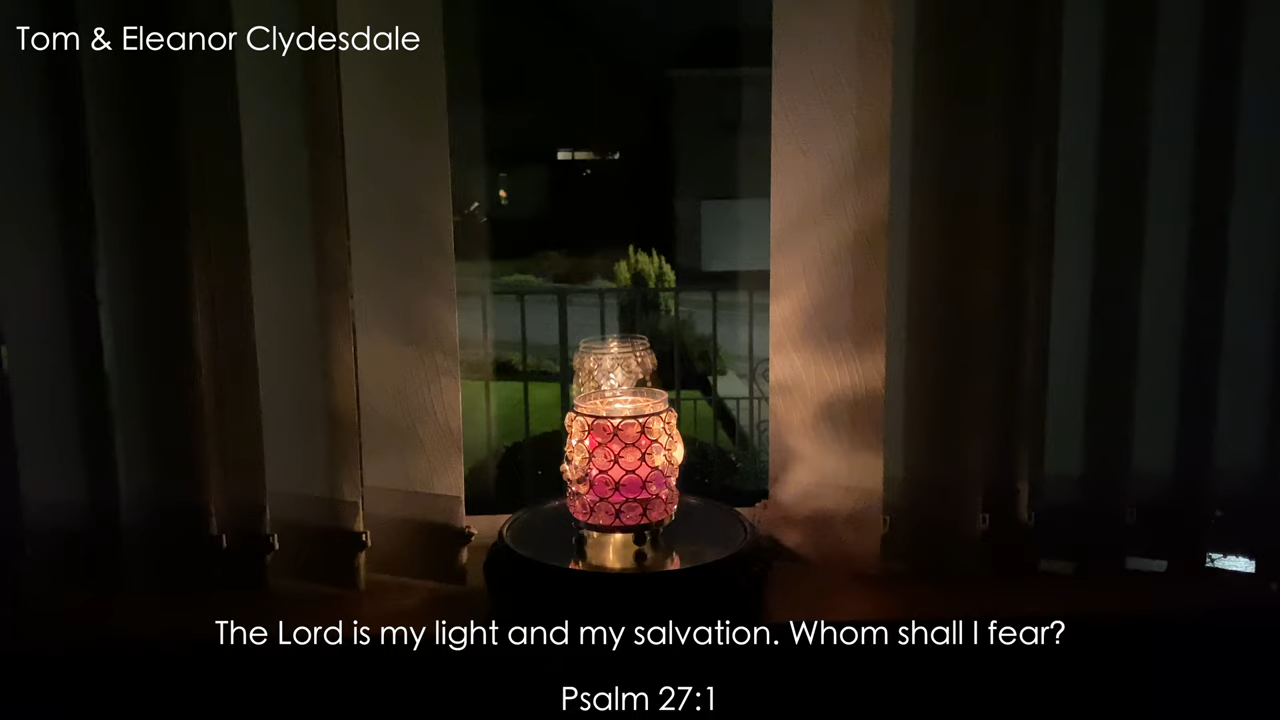 Tom & Eleanor Clydesdale
The Lord is my light and my salvation. Whom shall I fear?
Psalm 27:1